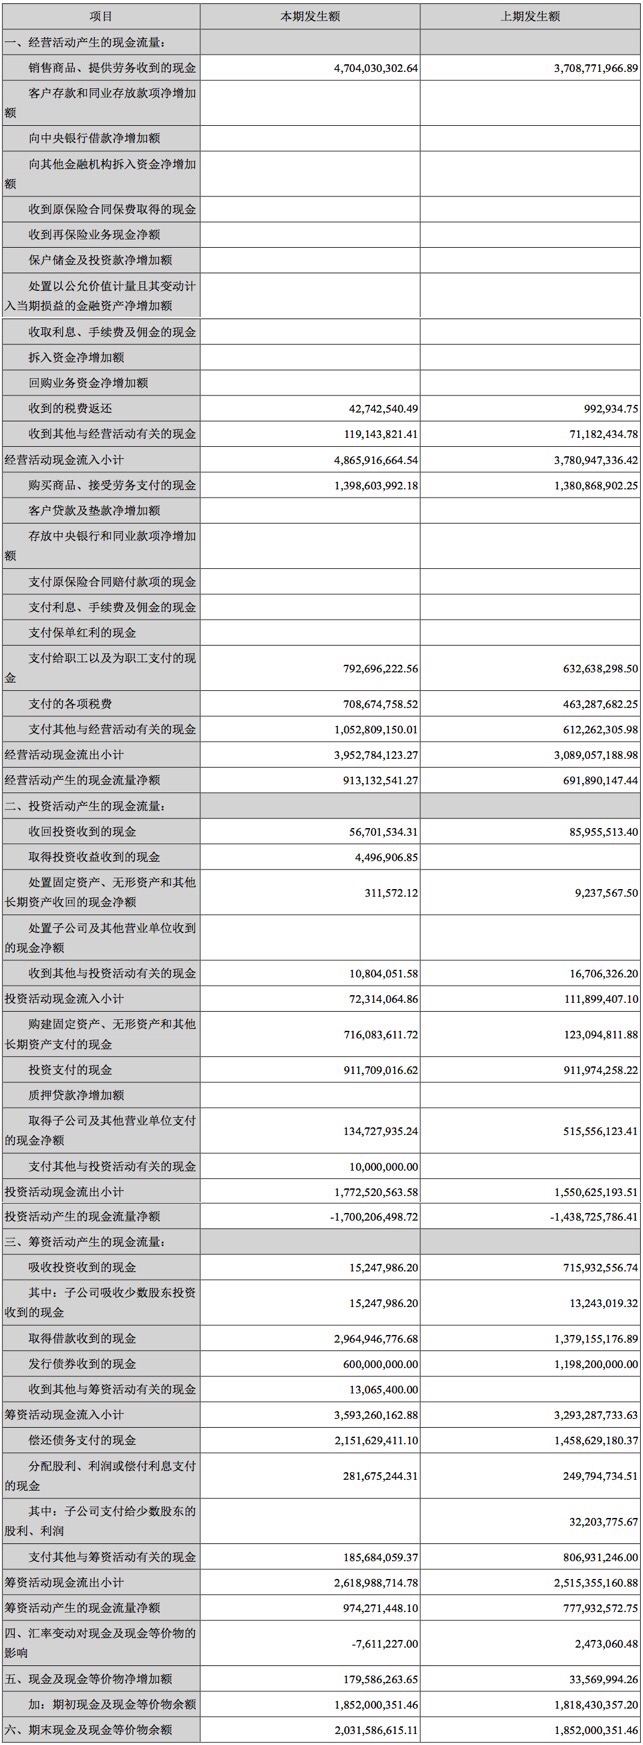 项目 本期发生额 上期发生额
一、经营活动产生的现金流量：
销售商品、提供劳务收到的现金 4,704,030,302.64 3,708,771,966.89
客户存款和同业存放款项净增加
额
向中央银行借款净增加额
向其他金融机构拆入资金净增加
额
收到原保险合同保费取得的现金
收到再保险业务现金净额
保户储金及投资款净增加额
处置以公允价值计量且其变动计
入当期损益的金融资产净增加额
收取利息、手续费及佣金的现金
拆入资金净增加额
回购业务资金净增加额
收到的税费返还 42,742,540.49 992,934.75
收到其他与经营活动有关的现金 119,143,821.41 71,182,434.78
经营活动现金流入小计 4,865,916,664.54 3,780,947,336.42
购买商品、接受劳务支付的现金 1,398,603,992.18 1,380,868,902.25
客户贷款及垫款净增加额
存放中央银行和同业款项净增加
额
支付原保险合同赔付款项的现金
支付利息、手续费及佣金的现金
支付保单红利的现金
支付给职工以及为职工支付的现
金 792,696,222.56 632,638,298.50
支付的各项税费 708,674,758.52 463,287,682.25
支付其他与经营活动有关的现金 1,052,809,150.01 612,262,305.98
经营活动现金流出小计 3,952,784,123.27 3,089,057,188.98
经营活动产生的现金流量净额 913,132,541.27 691,890,147.44
二、投资活动产生的现金流量：
收回投资收到的现金 56,701,534.31 85,955,513.40
取得投资收益收到的现金 4,496,906.85
处置固定资产、无形资产和其他
长期资产收回的现金净额 311,572.12 9,237,567.50
处置子公司及其他营业单位收到
的现金净额
收到其他与投资活动有关的现金 10,804,051.58 16,706,326.20
投资活动现金流入小计 72,314,064.86 111,899,407.10
购建固定资产、无形资产和其他
长期资产支付的现金 716,083,611.72 123,094,811.88
投资支付的现金 911,709,016.62 911,974,258.22
质押贷款净增加额
取得子公司及其他营业单位支付
的现金净额 134,727,935.24 515,556,123.41
支付其他与投资活动有关的现金 10,000,000.00
投资活动现金流出小计 1,772,520,563.58 1,550,625,193.51
投资活动产生的现金流量净额 -1,700,206,498.72 -1,438,725,786.41
三、筹资活动产生的现金流量：
吸收投资收到的现金 15,247,986.20 715,932,556.74
其中：子公司吸收少数股东投资
收到的现金 15,247,986.20 13,243,019.32
取得借款收到的现金 2,964,946,776.68 1,379,155,176.89
发行债券收到的现金 600,000,000.00 1,198,200,000.00
收到其他与筹资活动有关的现金 13,065,400.00
筹资活动现金流入小计 3,593,260,162.88 3,293,287,733.63
偿还债务支付的现金 2,151,629,411.10 1,458,629,180.37
分配股利、利润或偿付利息支付
的现金 281,675,244.31 249,794,734.51
其中：子公司支付给少数股东的
股利、利润 32,203,775.67
支付其他与筹资活动有关的现金 185,684,059.37 806,931,246.00
筹资活动现金流出小计 2,618,988,714.78 2,515,355,160.88
筹资活动产生的现金流量净额 974,271,448.10 777,932,572.75
四、汇率变动对现金及现金等价物的
影响 -7,611,227.00 2,473,060.48
五、现金及现金等价物净增加额 179,586,263.65 33,569,994.26
加：期初现金及现金等价物余额 1,852,000,351.46 1,818,430,357.20
六、期末现金及现金等价物余额 2,031,586,615.11 1,852,000,351.46